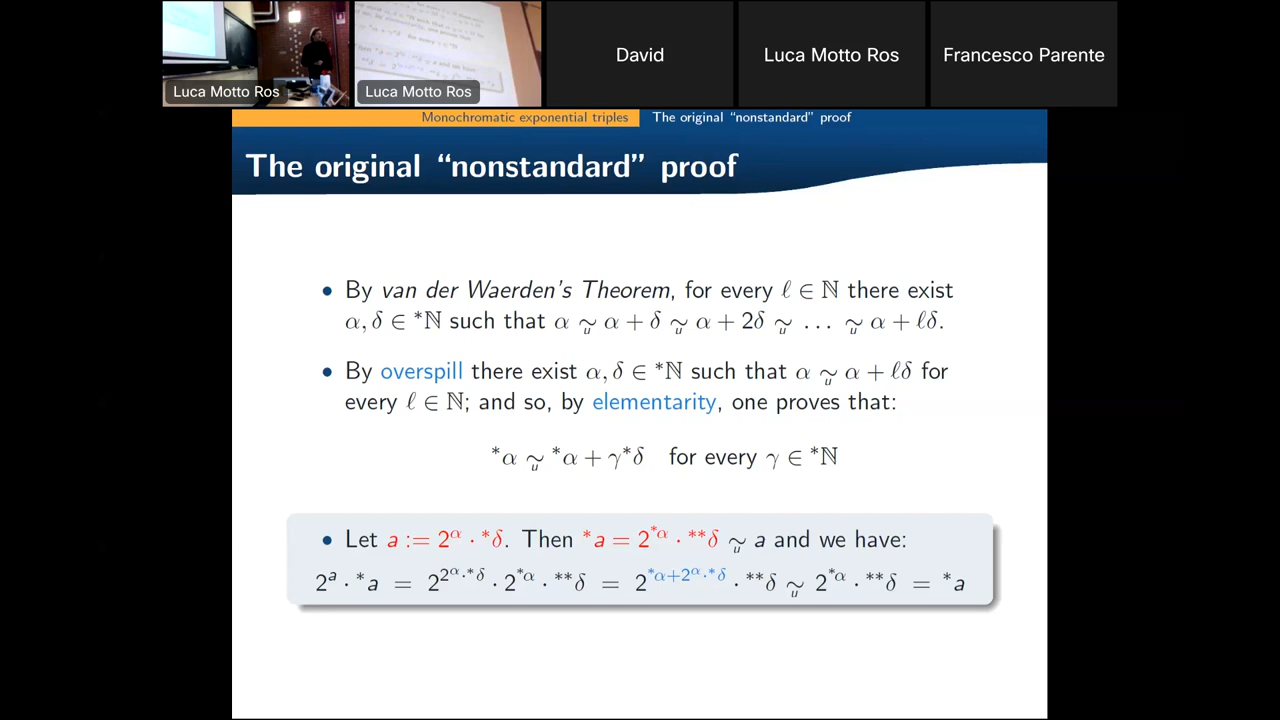 Luca Motto Ros
Luca Motto Ros
David
Luca Motto Ros
Francesco Parente
Monochromatic exponential triples
The original “nonstandard” proof
The original “nonstandard” proof
• By van der Waerden’s Theorem, for every ℓ ∈ ℕ there exist
α, δ ∈ *ℕ such that α ∼ᵤ α + δ ∼ᵤ α + 2δ ∼ᵤ … ∼ᵤ α + ℓδ.
• By overspill there exist α, δ ∈ *ℕ such that α ∼ᵤ α + ℓδ for
every ℓ ∈ ℕ; and so, by elementarity, one proves that:
*α ∼ᵤ *α + γ*δ for every γ ∈ *ℕ
• Let a := 2^α · *δ. Then *a = 2^{*α} · **δ ∼ᵤ a and we have:
2^a · *a = 2^{2^α·*δ} · 2^{*α} · **δ = 2^{*α+2^α·*δ} · **δ ∼ᵤ 2^{*α} · **δ = *a